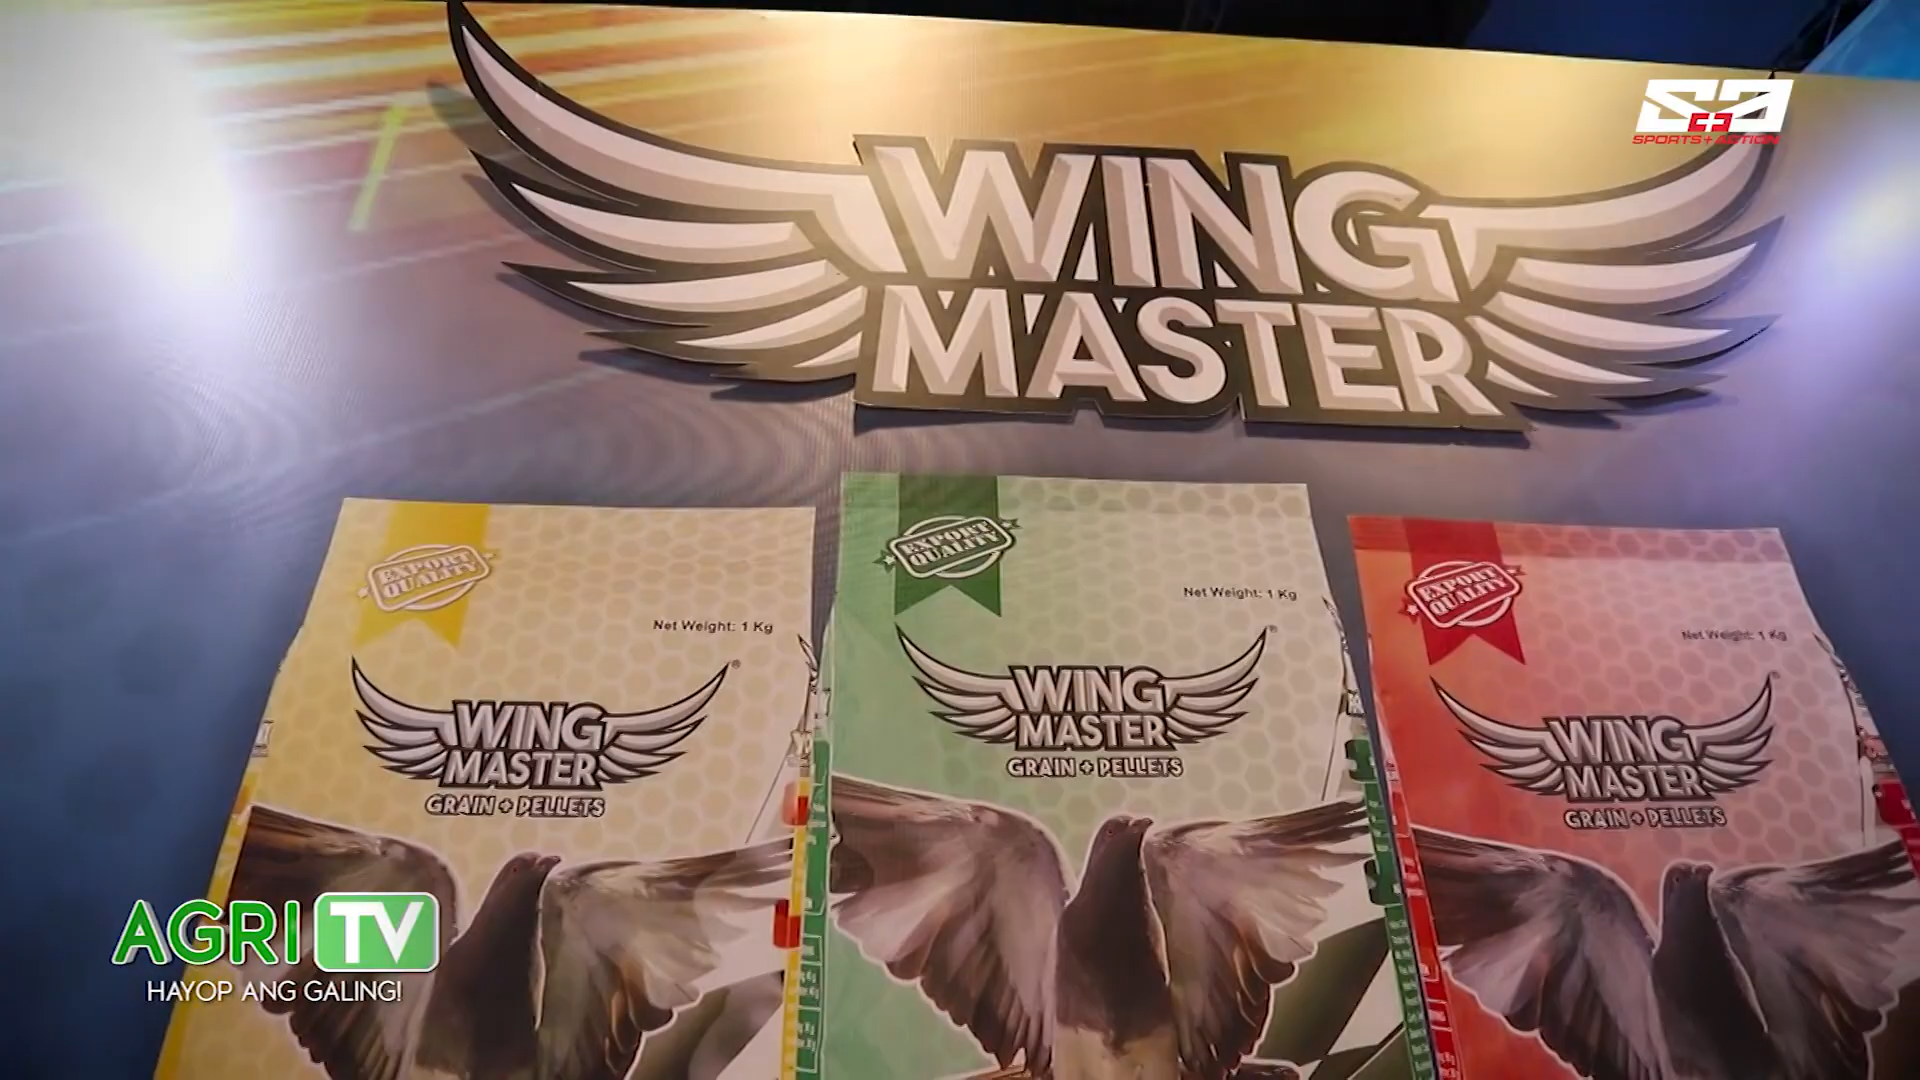 WING
MASTER
S+A
SPORTS+ACTION
EXPORT
QUALITY
Net Weight: 1 Kg
WING
MASTER
GRAIN + PELLETS
EXPORT
QUALITY
Net Weight: 1 Kg
WING
MASTER
GRAIN + PELLETS
EXPORT
QUALITY
Net Weight: 1 Kg
WING
MASTER
GRAIN + PELLETS
AGRI TV
HAYOP ANG GALING!